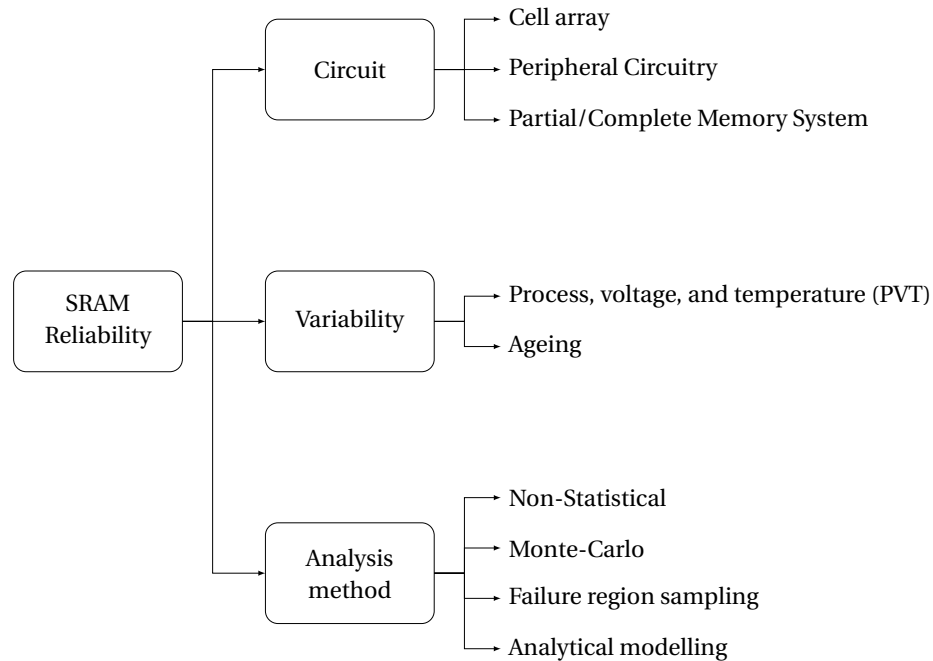 SRAM
Reliability
Circuit
Cell array
Peripheral Circuitry
Partial/Complete Memory System
Variability
Process, voltage, and temperature (PVT)
Ageing
Analysis
method
Non-Statistical
Monte-Carlo
Failure region sampling
Analytical modelling